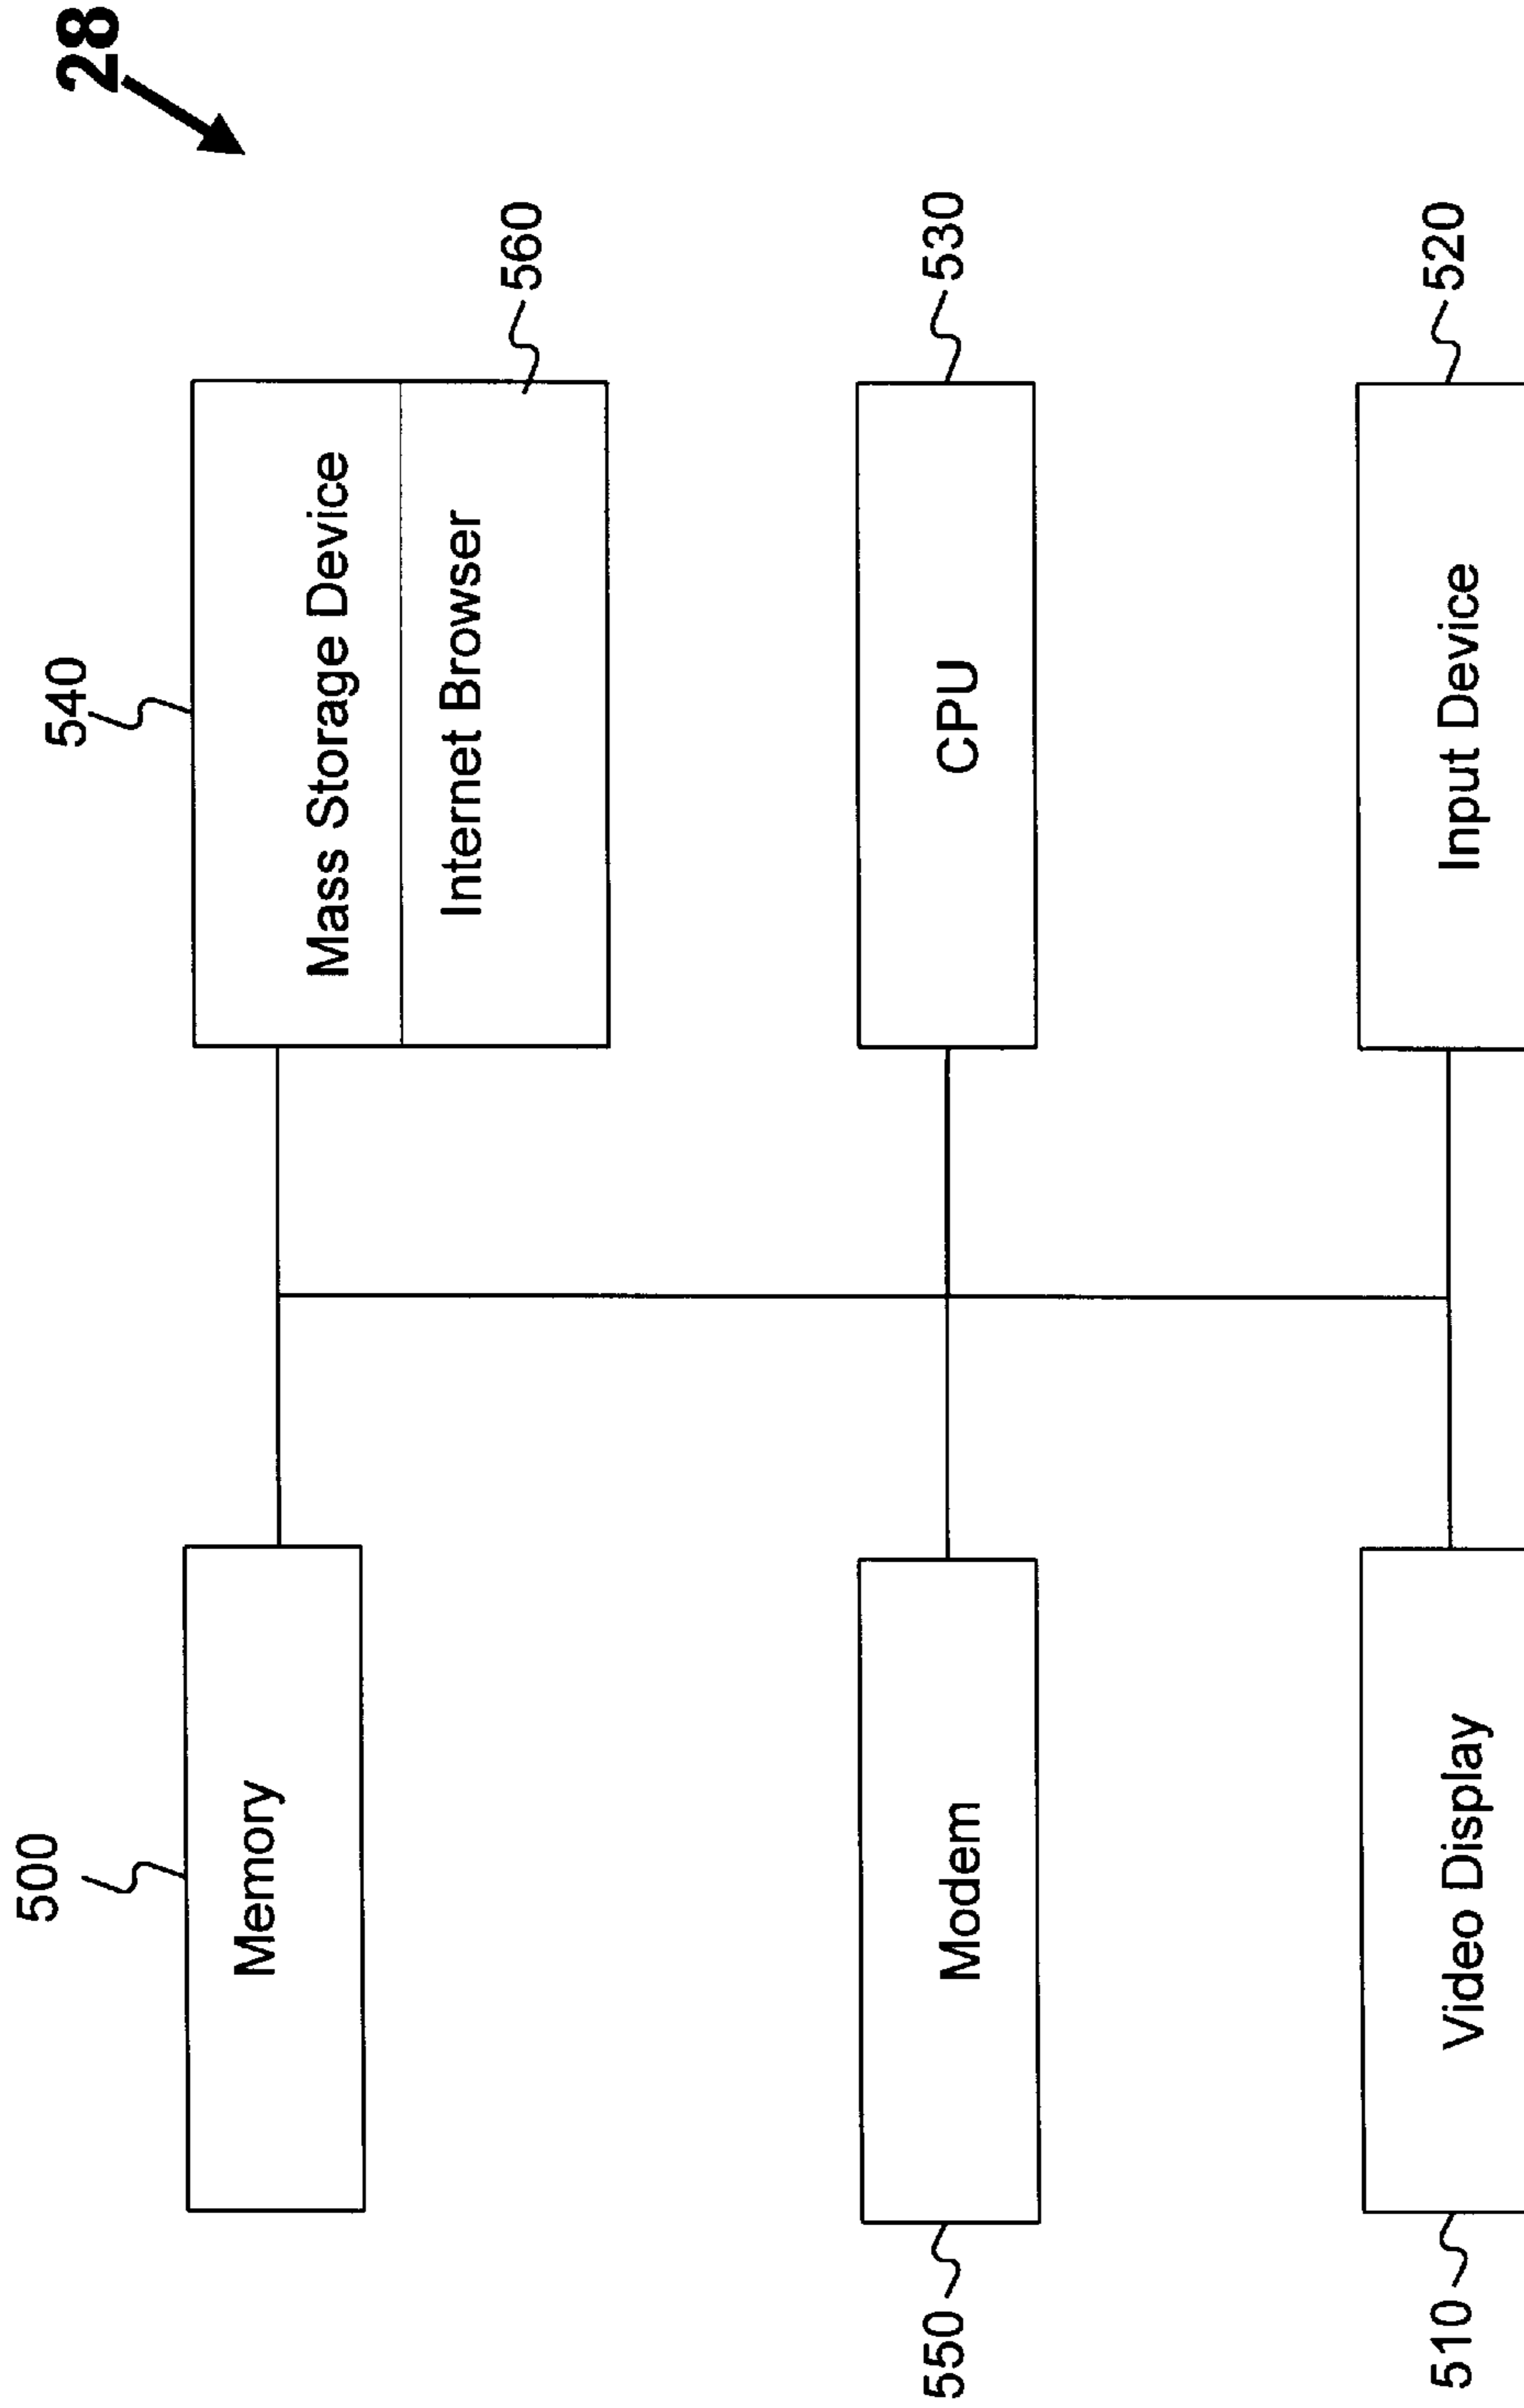 28
500
540
Memory
Mass Storage Device
Internet Browser
560
550
Modem
CPU
530
510
Video Display
Input Device
520